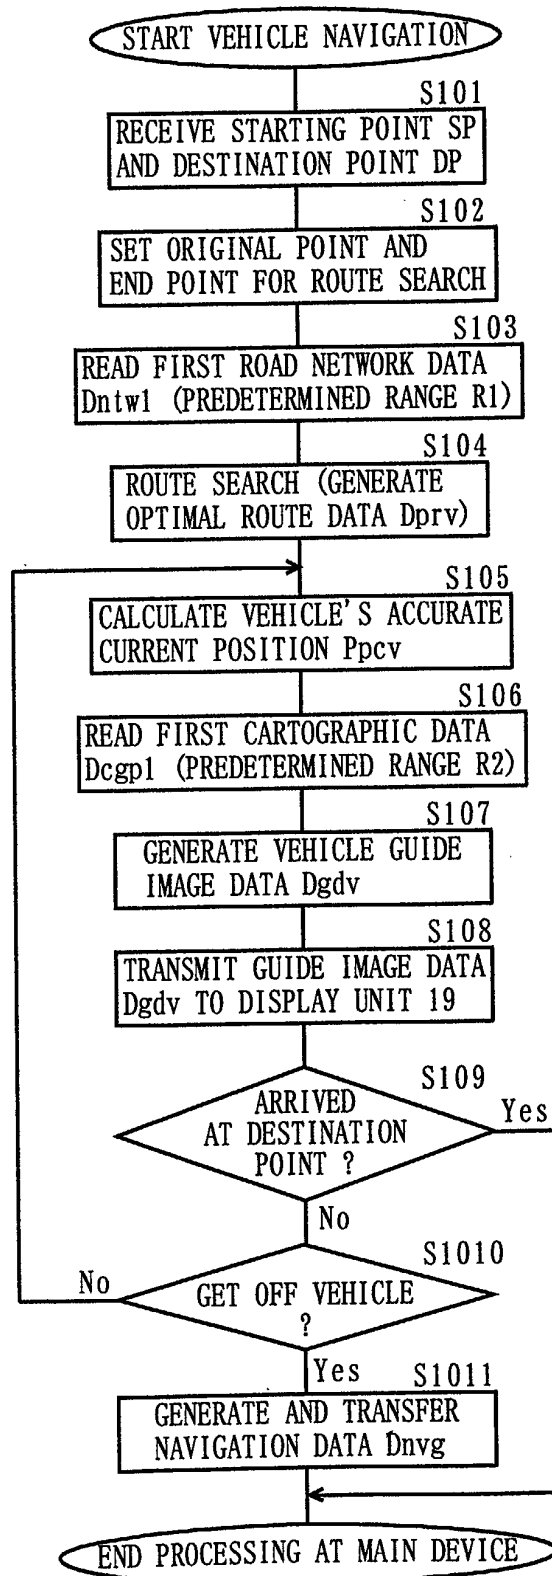 START VEHICLE NAVIGATION
S101
RECEIVE STARTING POINT SP
AND DESTINATION POINT DP
S102
SET ORIGINAL POINT AND
END POINT FOR ROUTE SEARCH
S103
READ FIRST ROAD NETWORK DATA
Dntw1 (PREDETERMINED RANGE R1)
S104
ROUTE SEARCH (GENERATE
OPTIMAL ROUTE DATA Dprv)
S105
CALCULATE VEHICLE'S ACCURATE
CURRENT POSITION Ppcv
S106
READ FIRST CARTOGRAPHIC DATA
Dcgp1 (PREDETERMINED RANGE R2)
S107
GENERATE VEHICLE GUIDE
IMAGE DATA Dgdv
S108
TRANSMIT GUIDE IMAGE DATA
Dgdv TO DISPLAY UNIT 19
S109
ARRIVED
AT DESTINATION
POINT ?
Yes
No
S1010
GET OFF VEHICLE
?
No
Yes
S1011
GENERATE AND TRANSFER
NAVIGATION DATA Dnvg
END PROCESSING AT MAIN DEVICE